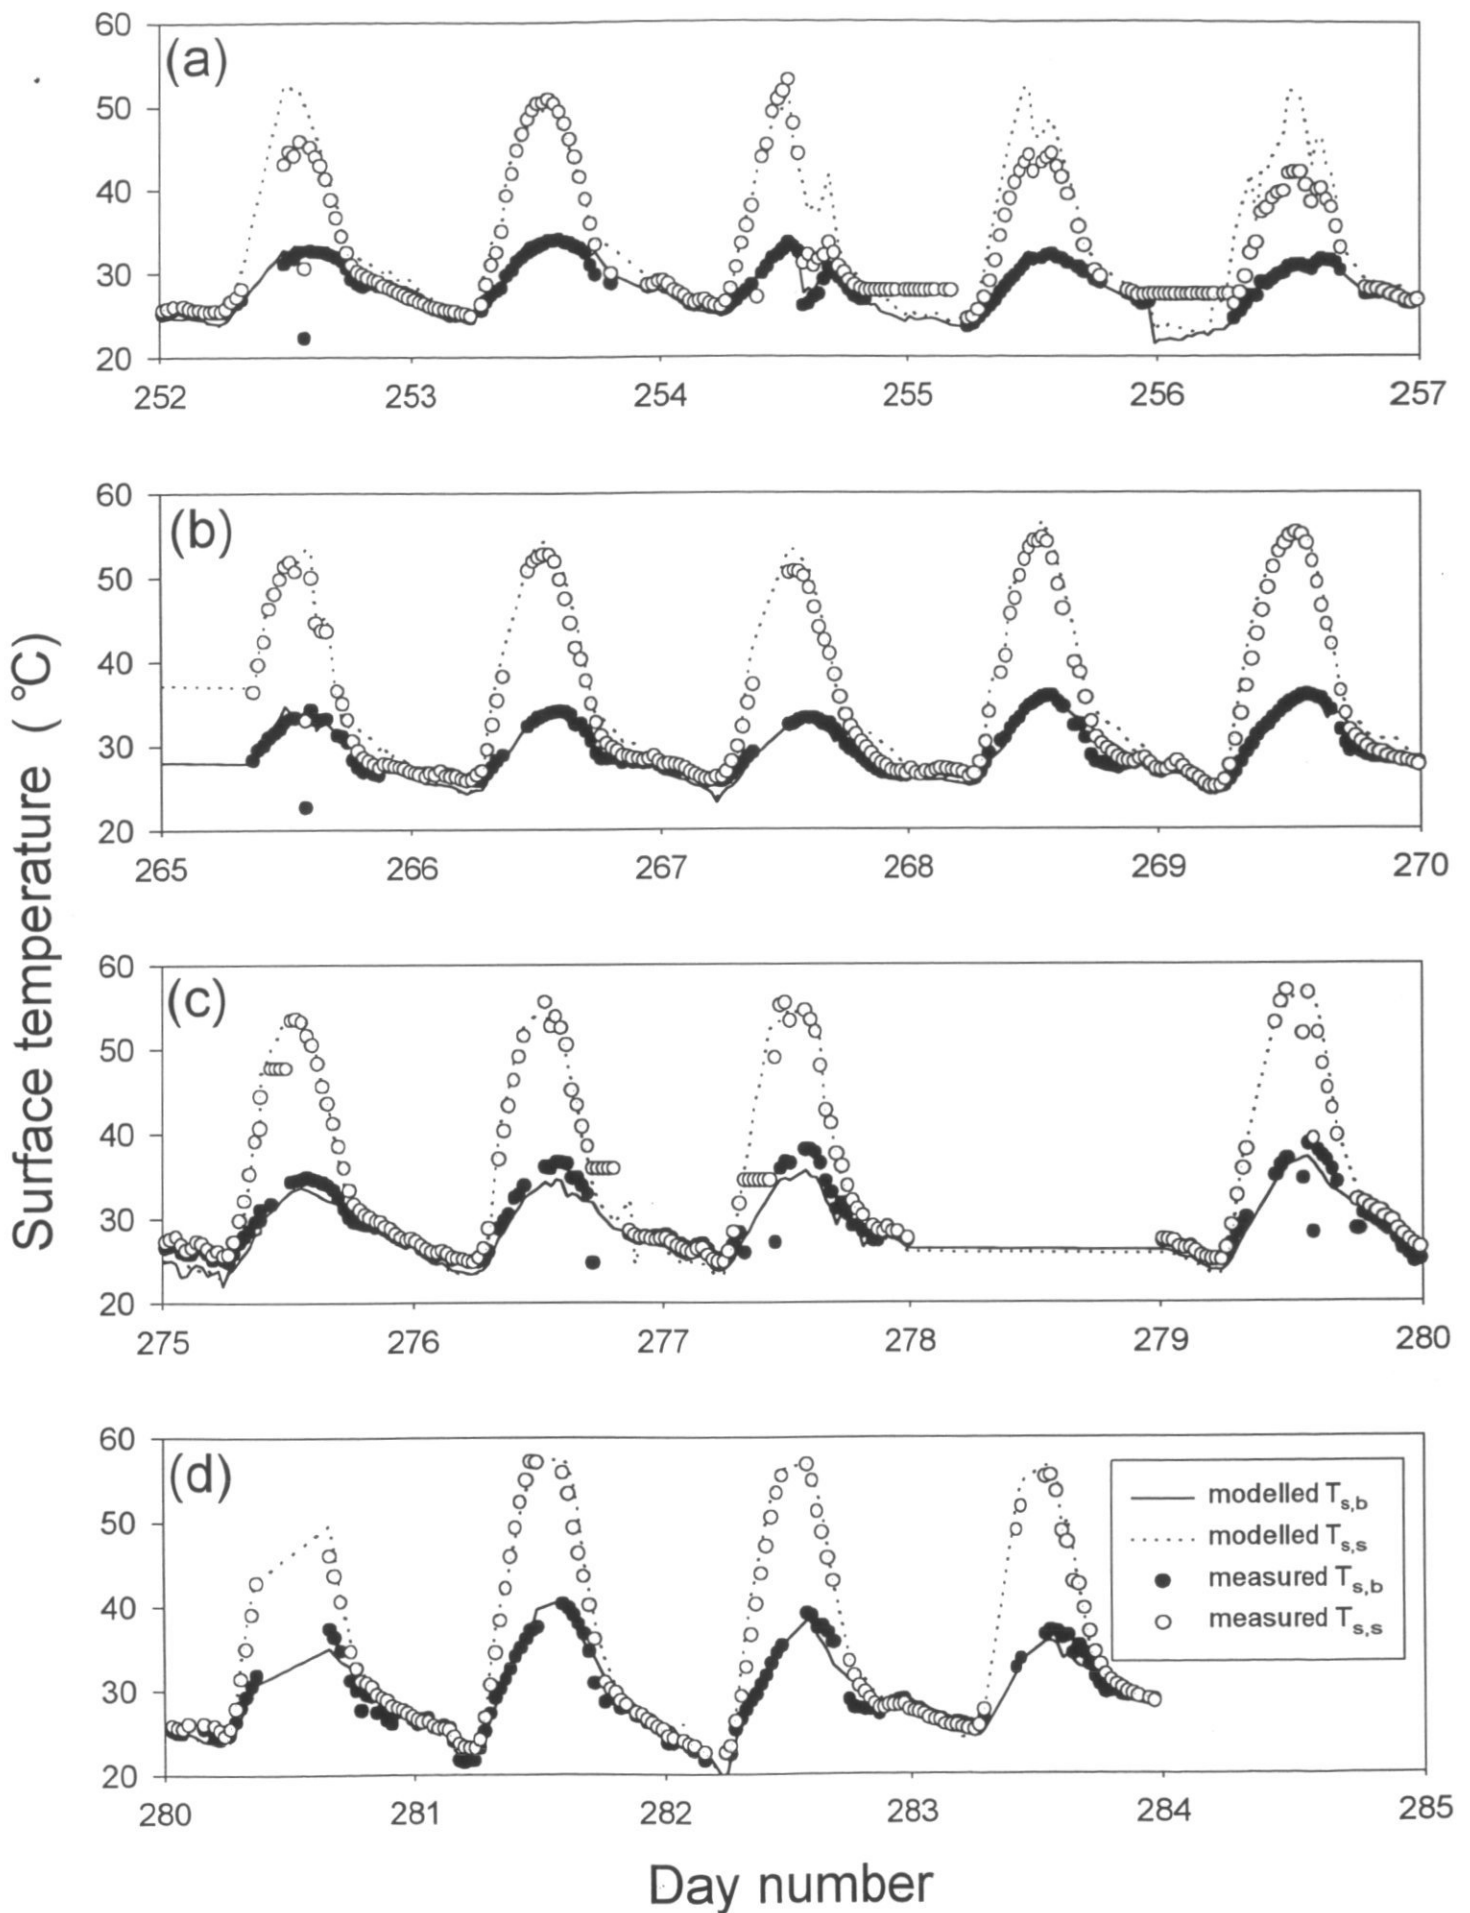 (a)
60
50
40
30
20
252 253 254 255 256 257
(b)
60
50
40
30
20
265 266 267 268 269 270
Surface temperature ( °C)
(c)
60
50
40
30
20
275 276 277 278 279 280
(d)
60
50
40
30
20
modelled Ts,b
modelled Ts,s
measured Ts,b
measured Ts,s
280 281 282 283 284 285
Day number